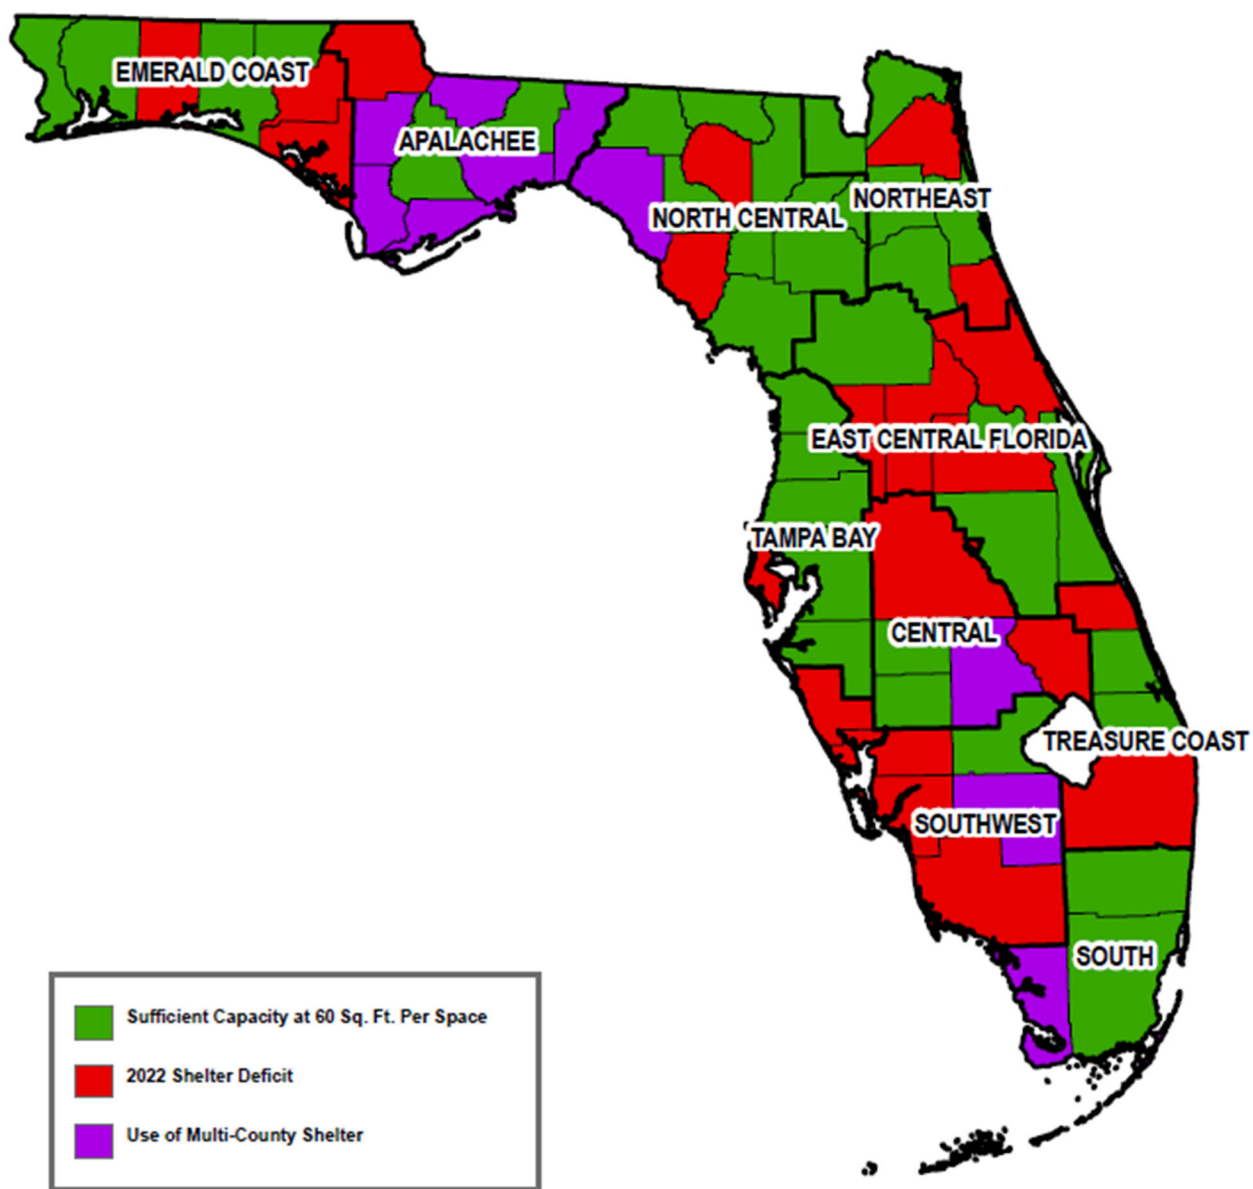 EMERALD COAST
APALACHEE
NORTHEAST
NORTH CENTRAL
EAST CENTRAL FLORIDA
TAMPA BAY
CENTRAL
TREASURE COAST
SOUTHWEST
SOUTH
Sufficient Capacity at 60 Sq. Ft. Per Space
2022 Shelter Deficit
Use of Multi-County Shelter